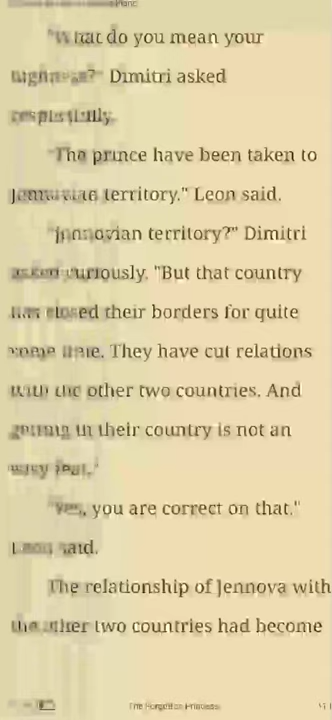 "What do you mean your
highness?" Dimitri asked
respectfully.
"The prince have been taken to
Jennovian territory." Leon said.
"Jennovian territory?" Dimitri
asked curiously. "But that country
has closed their borders for quite
some time. They have cut relations
with the other two countries. And
getting in their country is not an
easy feat."
"Yes, you are correct on that."
Leon said.
The relationship of Jennova with
the other two countries had become
The Forgotten Princess